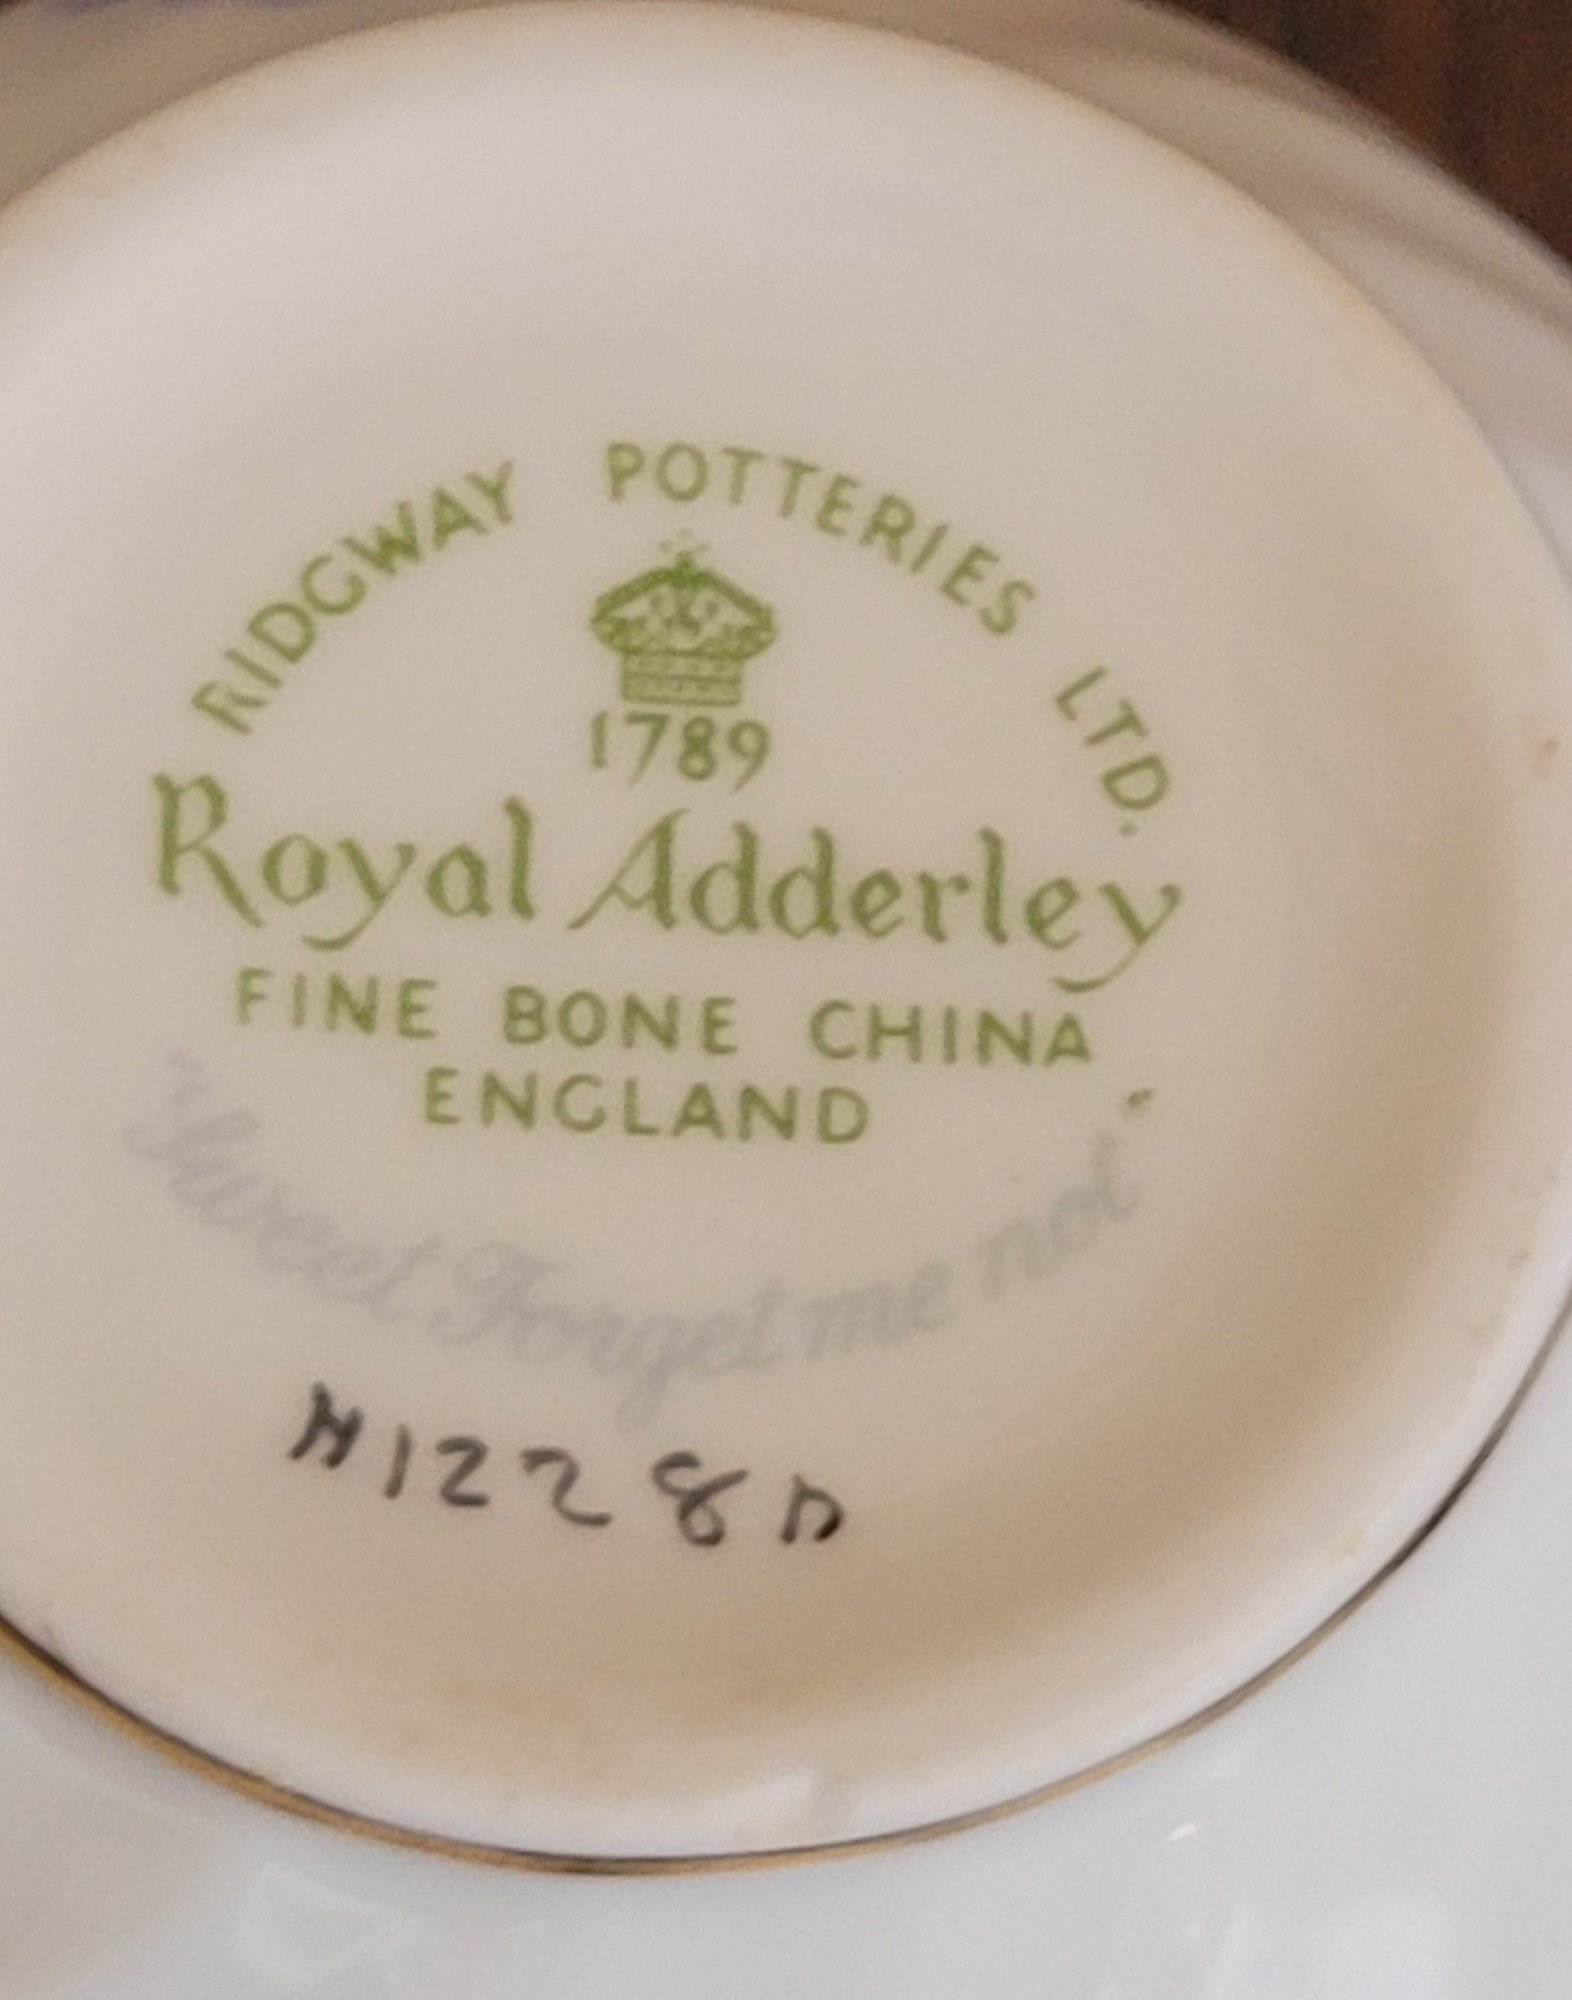 RIDGWAY POTTERIES LTD.
1789
Royal Adderley
FINE BONE CHINA
ENGLAND
"Sweet Forget me not"
H1228D